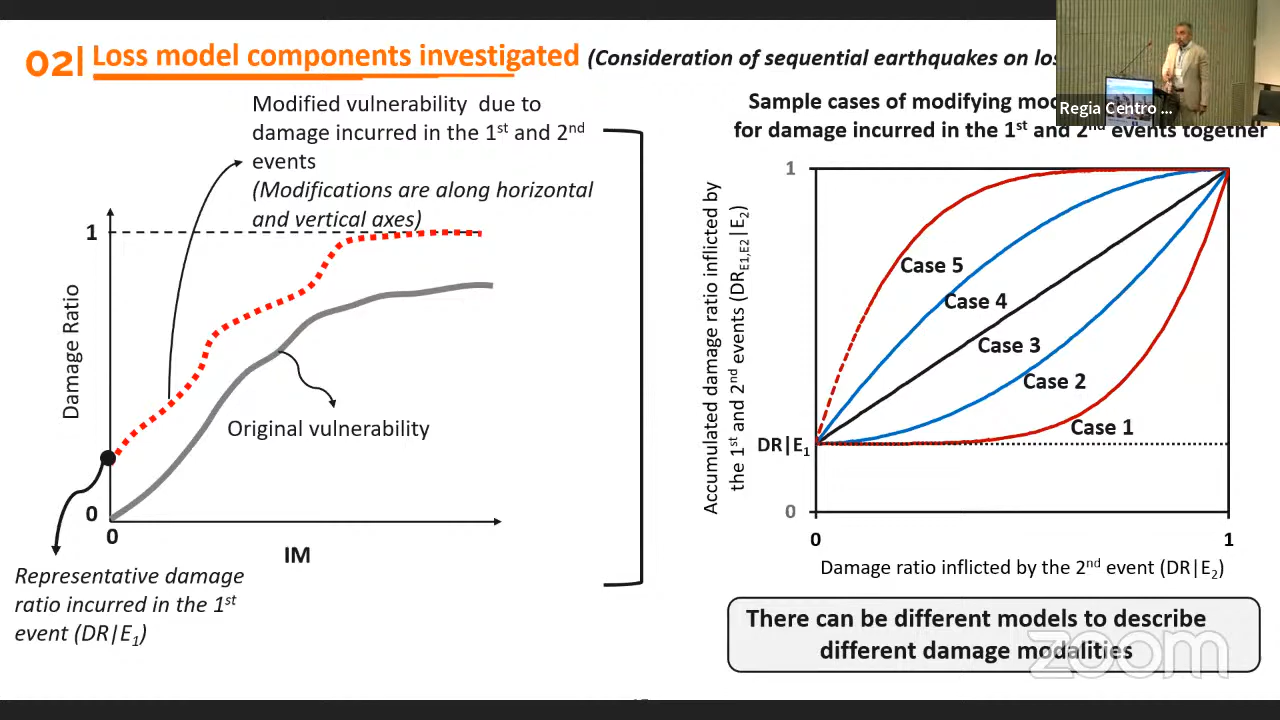 02| Loss model components investigated (Consideration of sequential earthquakes on
Modified vulnerability due to
damage incurred in the 1st and 2nd
events
(Modifications are along horizontal
and vertical axes)
1
Damage Ratio
Original vulnerability
0
0
IM
Representative damage
ratio incurred in the 1st
event (DR|E1)
Sample cases of modifying
for damage incurred in the 1st and 2nd events together
Regia Centro ...
Accumulated damage ratio inflicted by
the 1st and 2nd events (DRE1,E2|E2)
1
Case 5
Case 4
Case 3
Case 2
Case 1
DR|E1
0
0
1
Damage ratio inflicted by the 2nd event (DR|E2)
There can be different models to describe
different damage modalities
zoom